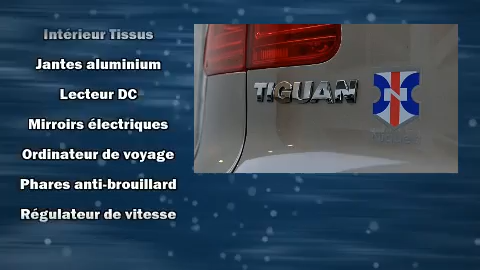 Intérieur Tissus
Jantes aluminium
Lecteur DC
Mirroirs électriques
Ordinateur de voyage
Phares anti-brouillard
Régulateur de vitesse
TIGUAN
N